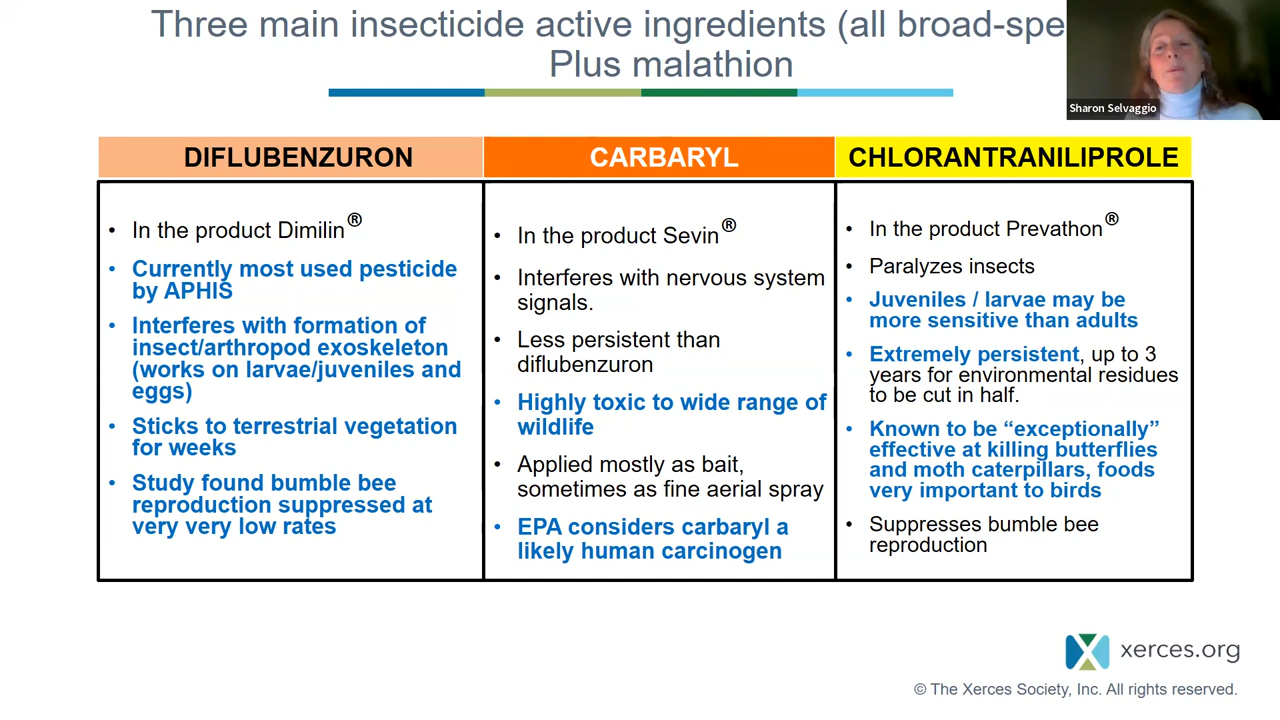 Three main insecticide active ingredients (all broad-spe
Plus malathion
Sharon Selvaggio
DIFLUBENZURON
In the product Dimilin®
Currently most used pesticide
by APHIS
Interferes with formation of
insect/arthropod exoskeleton
(works on larvae/juveniles and
eggs)
Sticks to terrestrial vegetation
for weeks
Study found bumble bee
reproduction suppressed at
very very low rates
CARBARYL
In the product Sevin®
Interferes with nervous system
signals.
Less persistent than
diflubenzuron
Highly toxic to wide range of
wildlife
Applied mostly as bait,
sometimes as fine aerial spray
EPA considers carbaryl a
likely human carcinogen
CHLORANTRANILIPROLE
In the product Prevathon®
Paralyzes insects
Juveniles / larvae may be
more sensitive than adults
Extremely persistent, up to 3
years for environmental residues
to be cut in half.
Known to be “exceptionally”
effective at killing butterflies
and moth caterpillars, foods
very important to birds
Suppresses bumble bee
reproduction
xerces.org
© The Xerces Society, Inc. All rights reserved.